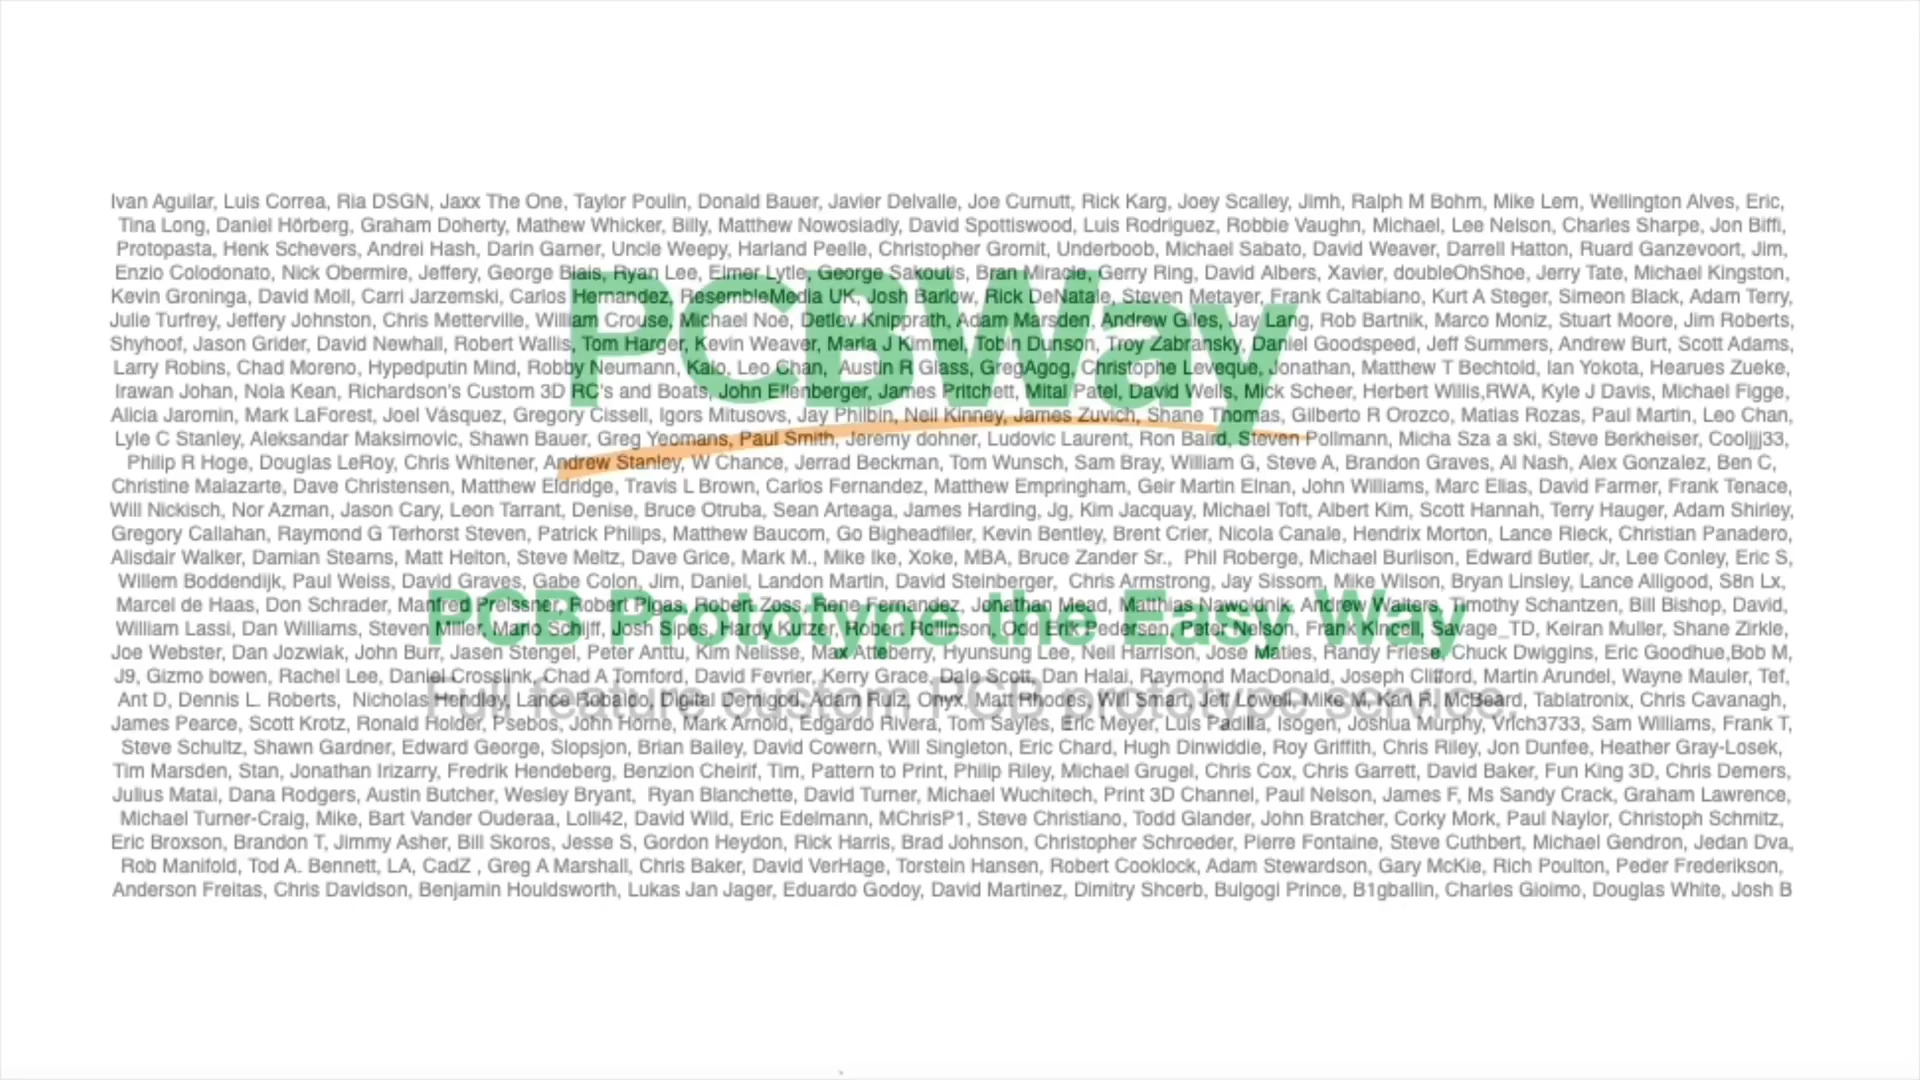 Ivan Aguilar, Luis Correa, Ria DSGN, Jaxx The One, Taylor Poulin, Donald Bauer, Javier Delvalle, Joe Curnutt, Rick Karg, Joey Scalley, Jimh, Ralph M Bohm, Mike Lem, Wellington Alves, Eric,
Tina Long, Daniel Hörberg, Graham Doherty, Mathew Whicker, Billy, Matthew Nowosladly, David Spottiswood, Luis Rodriguez, Robbie Vaughn, Michael, Lee Nelson, Charles Sharpe, Jon Biffi,
Protopasta, Henk Schevers, Andrei Hash, Darin Garner, Uncle Weepy, Harland Peelle, Christopher Gromit, Underboob, Michael Sabato, David Weaver, Darrell Hatton, Ruard Ganzevoort, Jim,
Enzio Colodonato, Nick Obermire, Jeffery, George Blais, Ryan Lee, Elmer Lytle, George Sakoutis, Bran Miracle, Gerry Ring, David Albers, Xavier, doubleOhShoe, Jerry Tate, Michael Kingston,
Kevin Groninga, David Moll, Carri Jarzemski, Carlos Hernandez, ResembleMedia UK, Josh Barlow, Rick DeNatale, Steven Metayer, Frank Caltabiano, Kurt A Steger, Simeon Black, Adam Terry,
PCBWay
Julie Turfrey, Jeffery Johnston, Chris Metterville, William Crouse, Michael Noe, Detlev Knipprath, Adam Marsden, Andrew Giles, Jay Lang, Rob Bartnik, Marco Moniz, Stuart Moore, Jim Roberts,
Shyhoof, Jason Grider, David Newhall, Robert Wallis, Tom Harger, Kevin Weaver, Marla J Kimmel, Tobin Dunson, Troy Zabransky, Daniel Goodspeed, Jeff Summers, Andrew Burt, Scott Adams,
Larry Robins, Chad Moreno, Hypedputin Mind, Robby Neumann, Kalo, Leo Chan, Austin R Glass, GregAgog, Christophe Leveque, Jonathan, Matthew T Bechtold, Ian Yokota, Hearues Zueke,
Irawan Johan, Nola Kean, Richardson's Custom 3D RC's and Boats, John Ellenberger, James Pritchett, Mital Patel, David Wells, Mick Scheer, Herbert Willis,RWA, Kyle J Davis, Michael Figge,
Alicia Jaromin, Mark LaForest, Joel Vásquez, Gregory Cissell, Igors Mitusovs, Jay Philbin, Neil Kinney, James Zuvich, Shane Thomas, Gilberto R Orozco, Matias Rozas, Paul Martin, Leo Chan,
Lyle C Stanley, Aleksandar Maksimovic, Shawn Bauer, Greg Yeomans, Paul Smith, Jeremy dohner, Ludovic Laurent, Ron Baird, Steven Pollmann, Micha Sza a ski, Steve Berkheiser, Cooljjj33,
Philip R Hoge, Douglas LeRoy, Chris Whitener, Andrew Stanley, W Chance, Jerrad Beckman, Tom Wunsch, Sam Bray, William G, Steve A, Brandon Graves, Al Nash, Alex Gonzalez, Ben C,
Christine Malazarte, Dave Christensen, Matthew Eldridge, Travis L Brown, Carlos Fernandez, Matthew Empringham, Geir Martin Elnan, John Williams, Marc Elias, David Farmer, Frank Tenace,
Will Nickisch, Nor Azman, Jason Cary, Leon Tarrant, Denise, Bruce Otruba, Sean Arteaga, James Harding, Jg, Kim Jacquay, Michael Toft, Albert Kim, Scott Hannah, Terry Hauger, Adam Shirley,
Gregory Callahan, Raymond G Terhorst Steven, Patrick Philips, Matthew Baucom, Go Bigheadfiler, Kevin Bentley, Brent Crier, Nicola Canale, Hendrix Morton, Lance Rieck, Christian Panadero,
Alisdair Walker, Damian Steams, Matt Helton, Steve Meltz, Dave Grice, Mark M., Mike Ike, Xoke, MBA, Bruce Zander Sr., Phil Roberge, Michael Burlison, Edward Butler, Jr, Lee Conley, Eric S,
Willem Boddendijk, Paul Weiss, David Graves, Gabe Colon, Jim, Daniel, Landon Martin, David Steinberger, Chris Armstrong, Jay Sissom, Mike Wilson, Bryan Linsley, Lance Alligood, S8n Lx,
Marcel de Haas, Don Schrader, Manfred Preissner, Robert Pigas, Robert Zoss, Rene Fernandez, Jonathan Mead, Matthias Nawoidnik, Andrew Walters, Timothy Schantzen, Bill Bishop, David,
PCB Prototype the Easy Way
William Lassi, Dan Williams, Steven Miller, Mario Schijff, Josh Sipes, Hardy Kutzer, Robert Rollinson, Odd Erik Pedersen, Peter Nelson, Frank Kincell, Savage_TD, Keiran Muller, Shane Zirkle,
Joe Webster, Dan Jozwiak, John Burr, Jasen Stengel, Peter Anttu, Kim Nelisse, Max Atteberry, Hyunsung Lee, Neil Harrison, Jose Matles, Randy Friese, Chuck Dwiggins, Eric Goodhue,Bob M,
J9, Gizmo bowen, Rachel Lee, Daniel Crosslink, Chad A Tomford, David Fevrier, Kerry Grace, Dale Scott, Dan Halai, Raymond MacDonald, Joseph Clifford, Martin Arundel, Wayne Mauler, Tef,
Full feature custom PCB prototype service.
Ant D, Dennis L. Roberts, Nicholas Hendley, Lance Robaldo, Digital Demigod, Adam Rulz, Onyx, Matt Rhodes, Will Smart, Jeff Lowell, Mike M, Karl R, McBeard, Tablatronix, Chris Cavanagh,
James Pearce, Scott Krotz, Ronald Holder, Psebos, John Horne, Mark Arnold, Edgardo Rivera, Tom Sayles, Eric Meyer, Luis Padilla, Isogen, Joshua Murphy, Vrich3733, Sam Williams, Frank T,
Steve Schultz, Shawn Gardner, Edward George, Slopsjon, Brian Bailey, David Cowern, Will Singleton, Eric Chard, Hugh Dinwiddie, Roy Griffith, Chris Riley, Jon Dunfee, Heather Gray-Losek,
Tim Marsden, Stan, Jonathan Irizarry, Fredrik Hendeberg, Benzion Cheirif, Tim, Pattern to Print, Philip Riley, Michael Grugel, Chris Cox, Chris Garrett, David Baker, Fun King 3D, Chris Demers,
Julius Matai, Dana Rodgers, Austin Butcher, Wesley Bryant, Ryan Blanchette, David Turner, Michael Wuchitech, Print 3D Channel, Paul Nelson, James F, Ms Sandy Crack, Graham Lawrence,
Michael Turner-Craig, Mike, Bart Vander Ouderaa, Lolli42, David Wild, Eric Edelmann, MChrisP1, Steve Christiano, Todd Glander, John Bratcher, Corky Mork, Paul Naylor, Christoph Schmitz,
Eric Broxson, Brandon T, Jimmy Asher, Bill Skoros, Jesse S, Gordon Heydon, Rick Harris, Brad Johnson, Christopher Schroeder, Pierre Fontaine, Steve Cuthbert, Michael Gendron, Jedan Dva,
Rob Manifold, Tod A. Bennett, LA, CadZ , Greg A Marshall, Chris Baker, David VerHage, Torstein Hansen, Robert Cooklock, Adam Stewardson, Gary McKie, Rich Poulton, Peder Frederikson,
Anderson Freitas, Chris Davidson, Benjamin Houldsworth, Lukas Jan Jager, Eduardo Godoy, David Martinez, Dimitry Shcerb, Bulgogi Prince, B1gballin, Charles Gioimo, Douglas White, Josh B